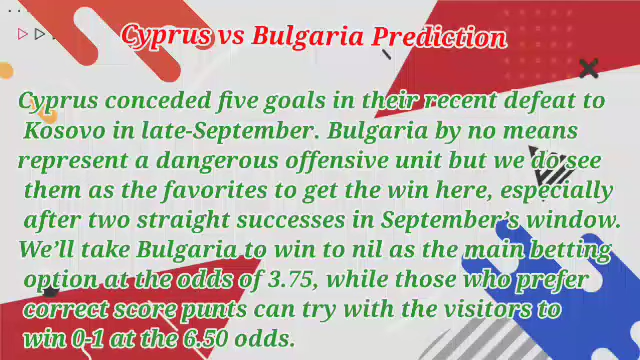 Cyprus vs Bulgaria Prediction
Cyprus conceded five goals in their recent defeat to
Kosovo in late-September. Bulgaria by no means
represent a dangerous offensive unit but we do see
them as the favorites to get the win here, especially
after two straight successes in September's window.
We'll take Bulgaria to win to nil as the main betting
option at the odds of 3.75, while those who prefer
correct score punts can try with the visitors to
win 0-1 at the 6.50 odds.